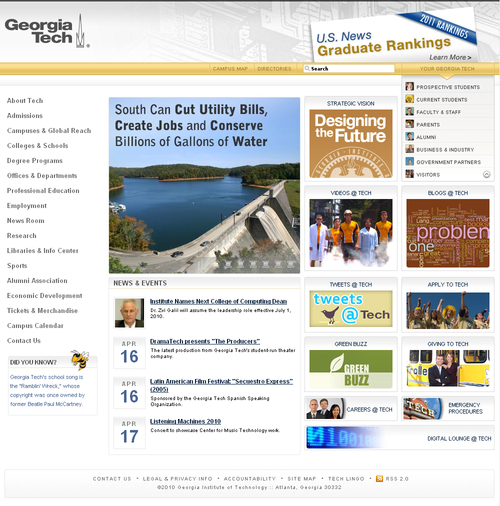 Georgia
Tech
U.S. News
2011 RANKINGS
Graduate Rankings
Learn More >
CAMPUS MAP
DIRECTORIES
Search
YOUR GEORGIA TECH
PROSPECTIVE STUDENTS
CURRENT STUDENTS
FACULTY & STAFF
PARENTS
ALUMNI
BUSINESS & INDUSTRY
GOVERNMENT PARTNERS
VISITORS
About Tech
Admissions
Campuses & Global Reach
Colleges & Schools
Degree Programs
Offices & Departments
Professional Education
Employment
News Room
Research
Libraries & Info Center
Sports
Alumni Association
Economic Development
Tickets & Merchandise
Campus Calendar
Contact Us
DID YOU KNOW?
Georgia Tech's school song is
the "Ramblin' Wreck," whose
copyright was once owned by
former Beatle Paul McCartney.
South Can Cut Utility Bills,
Create Jobs and Conserve
Billions of Gallons of Water
NEWS & EVENTS
Institute Names Next College of Computing Dean
Dr. Zvi Galil will assume the leadership role effective July 1,
2010.
APR
16
DramaTech presents "The Producers"
The latest production from Georgia Tech's student-run theater
company.
APR
16
Latin American Film Festival: "Secuestro Express"
(2005)
Sponsored by the Georgia Tech Spanish Speaking
Organization.
APR
17
Listening Machines 2010
Concert to showcase Center for Music Technology work.
STRATEGIC VISION
Designing
the Future
VIDEOS @ TECH
BLOGS @ TECH
problem
one
number
TWEETS @ TECH
tweets
@Tech
APPLY TO TECH
GREEN BUZZ
GREEN
BUZZ
GIVING TO TECH
CAREERS @ TECH
TECH
EMERGENCY
PROCEDURES
DIGITAL LOUNGE @ TECH
CONTACT US • LEGAL & PRIVACY INFO • ACCOUNTABILITY • SITE MAP • TECH LINGO • RSS 2.0
©2010 Georgia Institute of Technology :: Atlanta, Georgia 30332